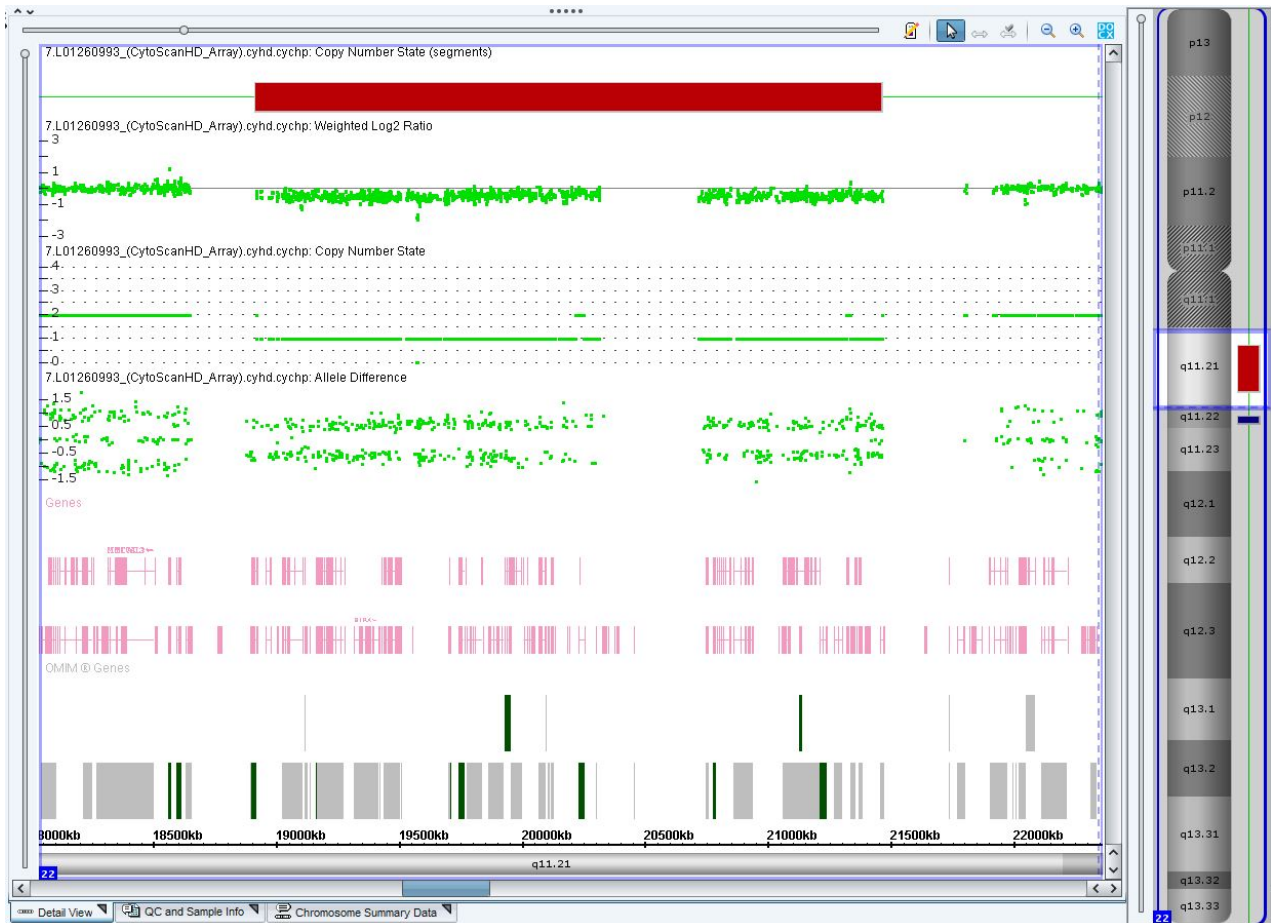 7.L01260993_(CytoScanHD_Array).cyhd.cychp: Copy Number State (segments)
7.L01260993_(CytoScanHD_Array).cyhd.cychp: Weighted Log2 Ratio
3
1
-1
-3
7.L01260993_(CytoScanHD_Array).cyhd.cychp: Copy Number State
4
3
2
1
0
7.L01260993_(CytoScanHD_Array).cyhd.cychp: Allele Difference
1.5
0.5
-0.5
-1.5
Genes
OMIM ® Genes
8000kb 18500kb 19000kb 19500kb 20000kb 20500kb 21000kb 21500kb 22000kb
q11.21
22
Detail View QC and Sample Info Chromosome Summary Data
DO
CX
p13
p12
p11.2
p11.1
q11.1
q11.21
q11.22
q11.23
q12.1
q12.2
q12.3
q13.1
q13.2
q13.31
q13.32
q13.33
22